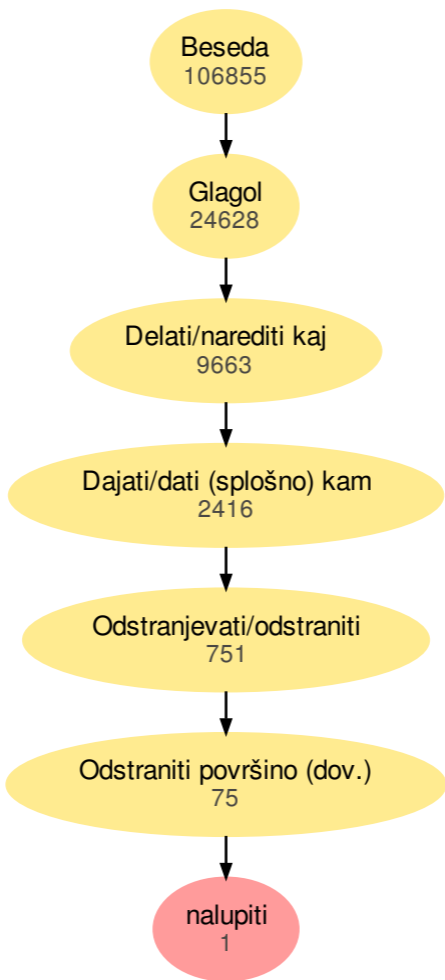 Beseda
106855
Glagol
24628
Delati/narediti kaj
9663
Dajati/dati (splošno) kam
2416
Odstranjevati/odstraniti
751
Odstraniti površino (dov.)
75
nalupiti
1